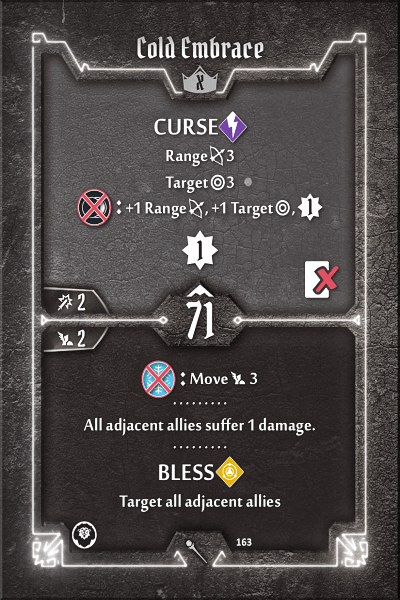 Cold Embrace
X
CURSE
Range 3
Target 3
: +1 Range, +1 Target, 1
1
2
71
2
: Move 3
All adjacent allies suffer 1 damage.
BLESS
Target all adjacent allies
163